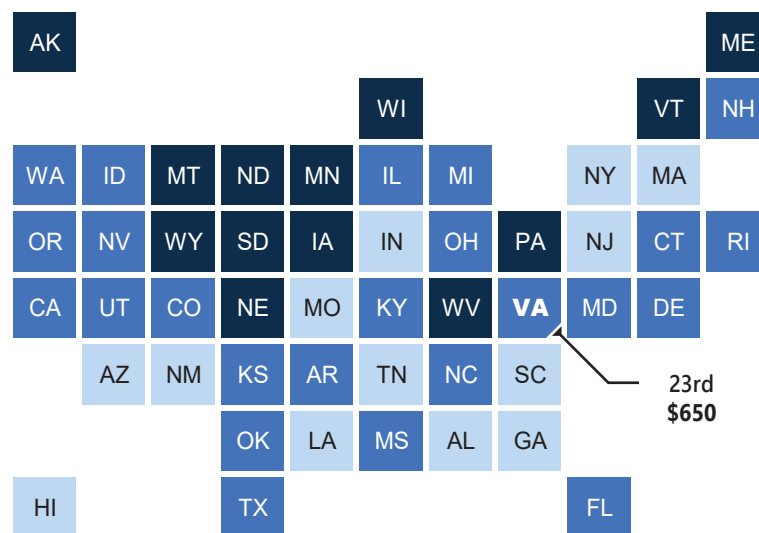 AK ME
WI VT NH
WA ID MT ND MN IL MI NY MA
OR NV WY SD IA IN OH PA NJ CT RI
CA UT CO NE MO KY WV VA MD DE
AZ NM KS AR TN NC SC
23rd
$650
OK LA MS AL GA
HI TX FL